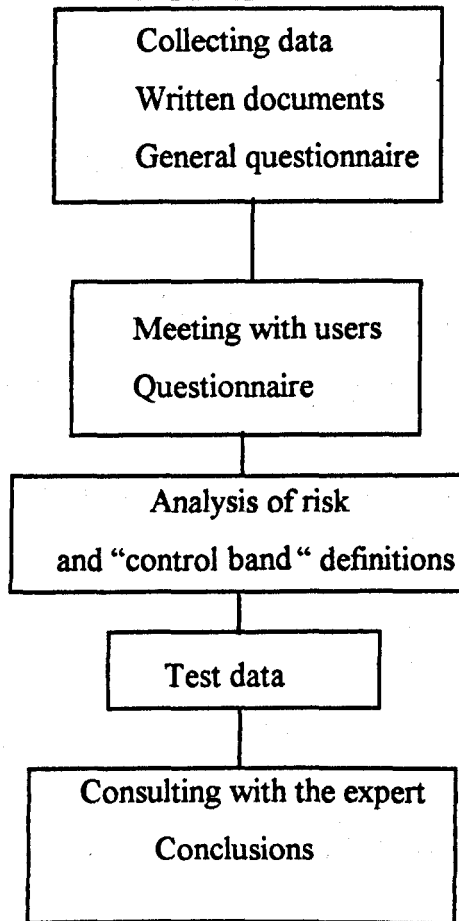 Collecting data
Written documents
General questionnaire
Meeting with users
Questionnaire
Analysis of risk
and “control band“ definitions
Test data
Consulting with the expert
Conclusions